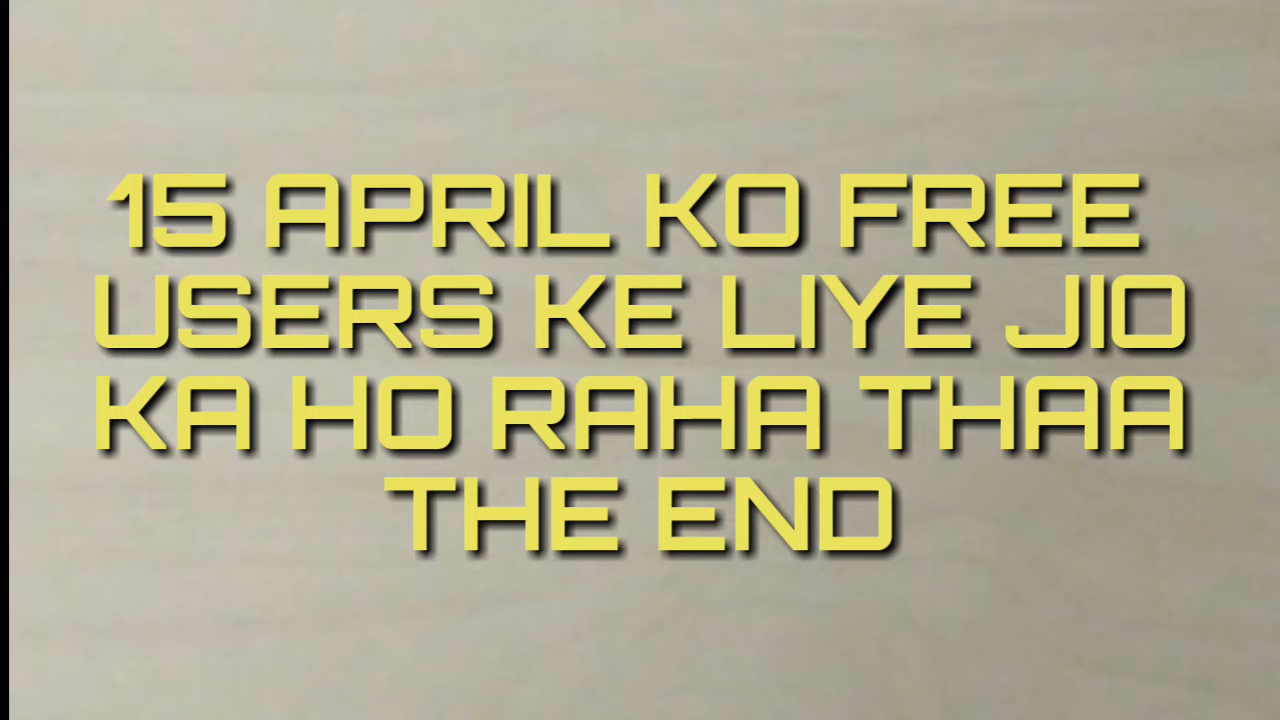 15 APRIL KO FREE
USERS KE LIYE JIO
KA HO RAHA THAA
THE END